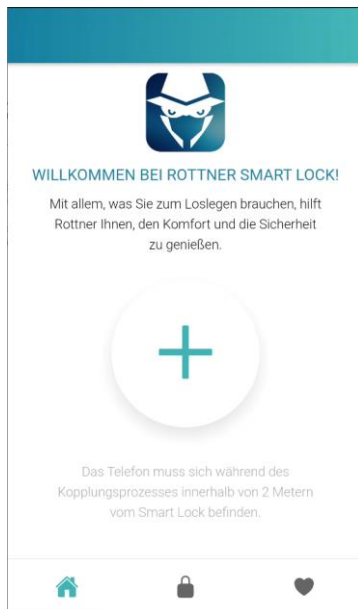 WILLKOMMEN BEI ROTTNER SMART LOCK!
Mit allem, was Sie zum Loslegen brauchen, hilft
Rottner Ihnen, den Komfort und die Sicherheit
zu genießen.
Das Telefon muss sich während des
Kopplungsprozesses innerhalb von 2 Metern
vom Smart Lock befinden.